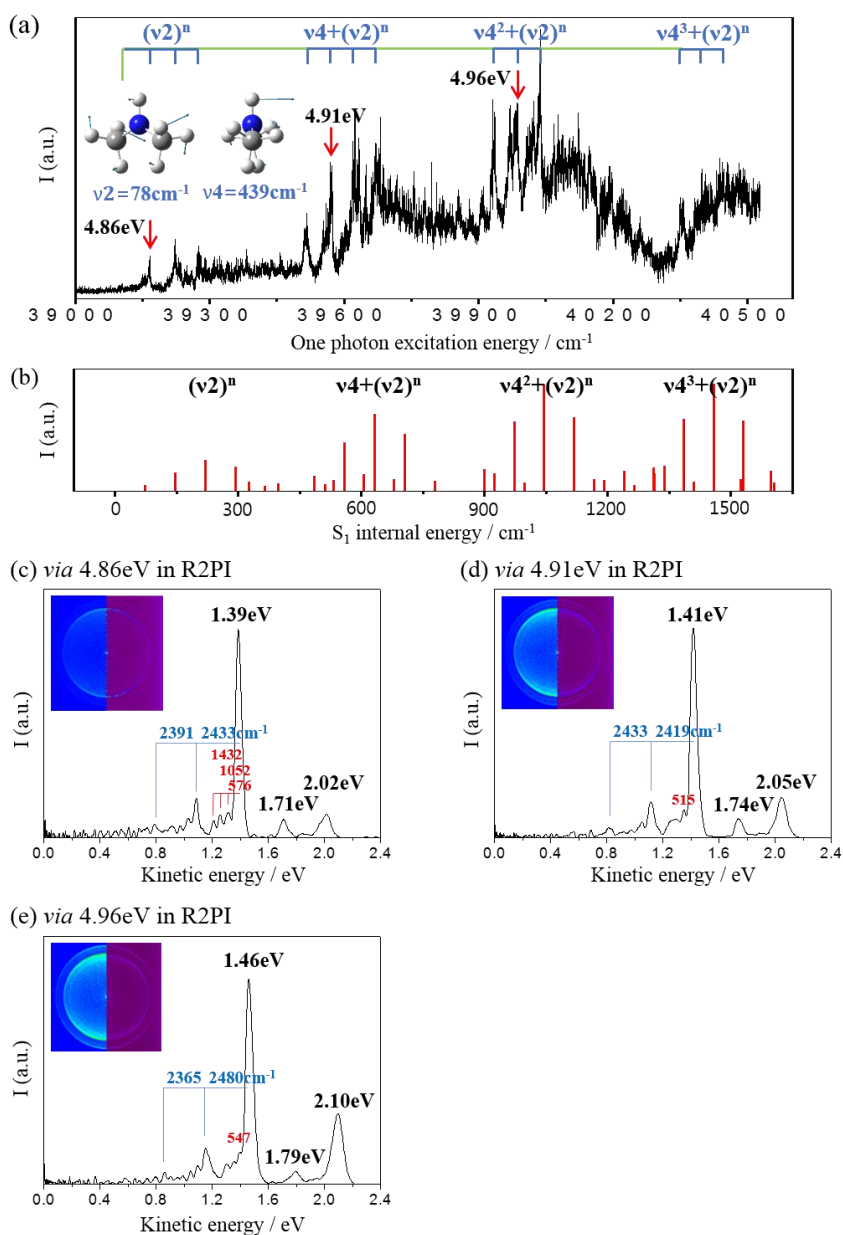 (a)
(ν2)ⁿ ν4+(ν2)ⁿ ν4²+(ν2)ⁿ ν4³+(ν2)ⁿ
4.86eV 4.91eV 4.96eV
ν2=78cm⁻¹ ν4=439cm⁻¹
I (a.u.)
39000 39300 39600 39900 40200 40500
One photon excitation energy / cm⁻¹
(b)
(ν2)ⁿ ν4+(ν2)ⁿ ν4²+(ν2)ⁿ ν4³+(ν2)ⁿ
I (a.u.)
0 300 600 900 1200 1500
S₁ internal energy / cm⁻¹
(c) via 4.86eV in R2PI
1.39eV
2391 2433cm⁻¹
1432
1052
576
1.71eV
2.02eV
I (a.u.)
0.0 0.4 0.8 1.2 1.6 2.0 2.4
Kinetic energy / eV
(d) via 4.91eV in R2PI
1.41eV
2433 2419cm⁻¹
515
1.74eV
2.05eV
I (a.u.)
0.0 0.6 1.2 1.8 2.4
Kinetic energy / eV
(e) via 4.96eV in R2PI
1.46eV
2365 2480cm⁻¹
547
1.79eV
2.10eV
I (a.u.)
0.0 0.4 0.8 1.2 1.6 2.0 2.4
Kinetic energy / eV